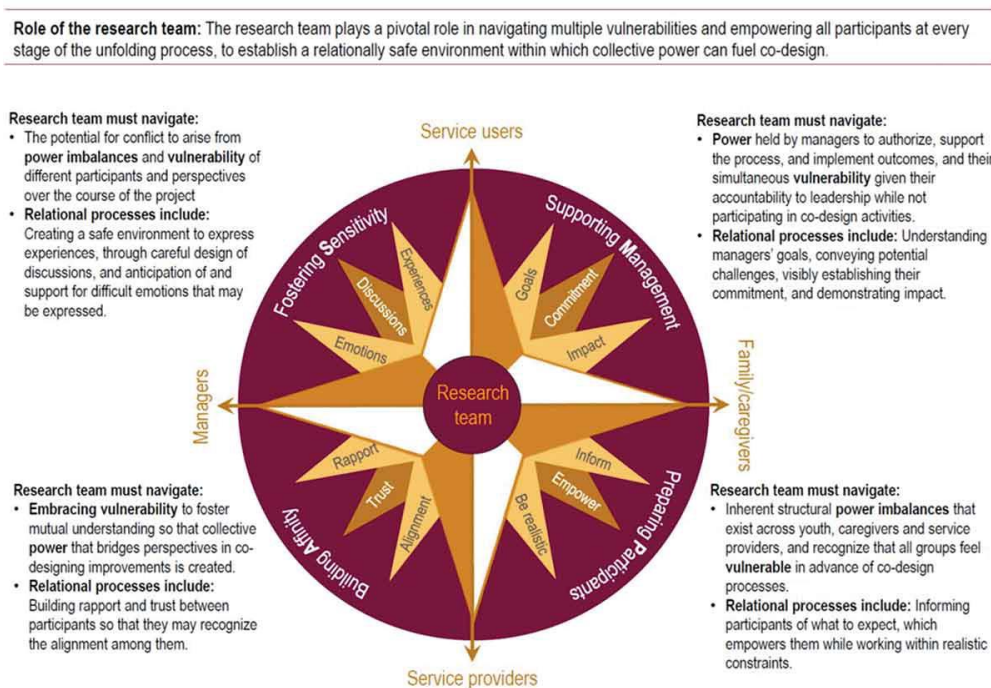 Role of the research team: The research team plays a pivotal role in navigating multiple vulnerabilities and empowering all participants at every
stage of the unfolding process, to establish a relationally safe environment within which collective power can fuel co-design.
Research team must navigate:
• The potential for conflict to arise from
power imbalances and vulnerability of
different participants and perspectives
over the course of the project
• Relational processes include:
Creating a safe environment to express
experiences, through careful design of
discussions, and anticipation of and
support for difficult emotions that may
be expressed.
Service users
Research team must navigate:
• Power held by managers to authorize, support
the process, and implement outcomes, and their
simultaneous vulnerability given their
accountability to leadership while not
participating in co-design activities.
• Relational processes include: Understanding
managers' goals, conveying potential
challenges, visibly establishing their
commitment, and demonstrating impact.
Fostering Sensitivity
Emotions
Discussions
Experiences
Supporting Management
Goals
Commitment
Impact
Managers
Research
team
Family/caregivers
Building Affinity
Rapport
Trust
Alignment
Preparing Participants
Inform
Empower
Be realistic
Research team must navigate:
• Embracing vulnerability to foster
mutual understanding so that collective
power that bridges perspectives in co-
designing improvements is created.
• Relational processes include:
Building rapport and trust between
participants so that they may recognize
the alignment among them.
Research team must navigate:
• Inherent structural power imbalances that
exist across youth, caregivers and service
providers, and recognize that all groups feel
vulnerable in advance of co-design
processes.
• Relational processes include: Informing
participants of what to expect, which
empowers them while working within realistic
constraints.
Service providers